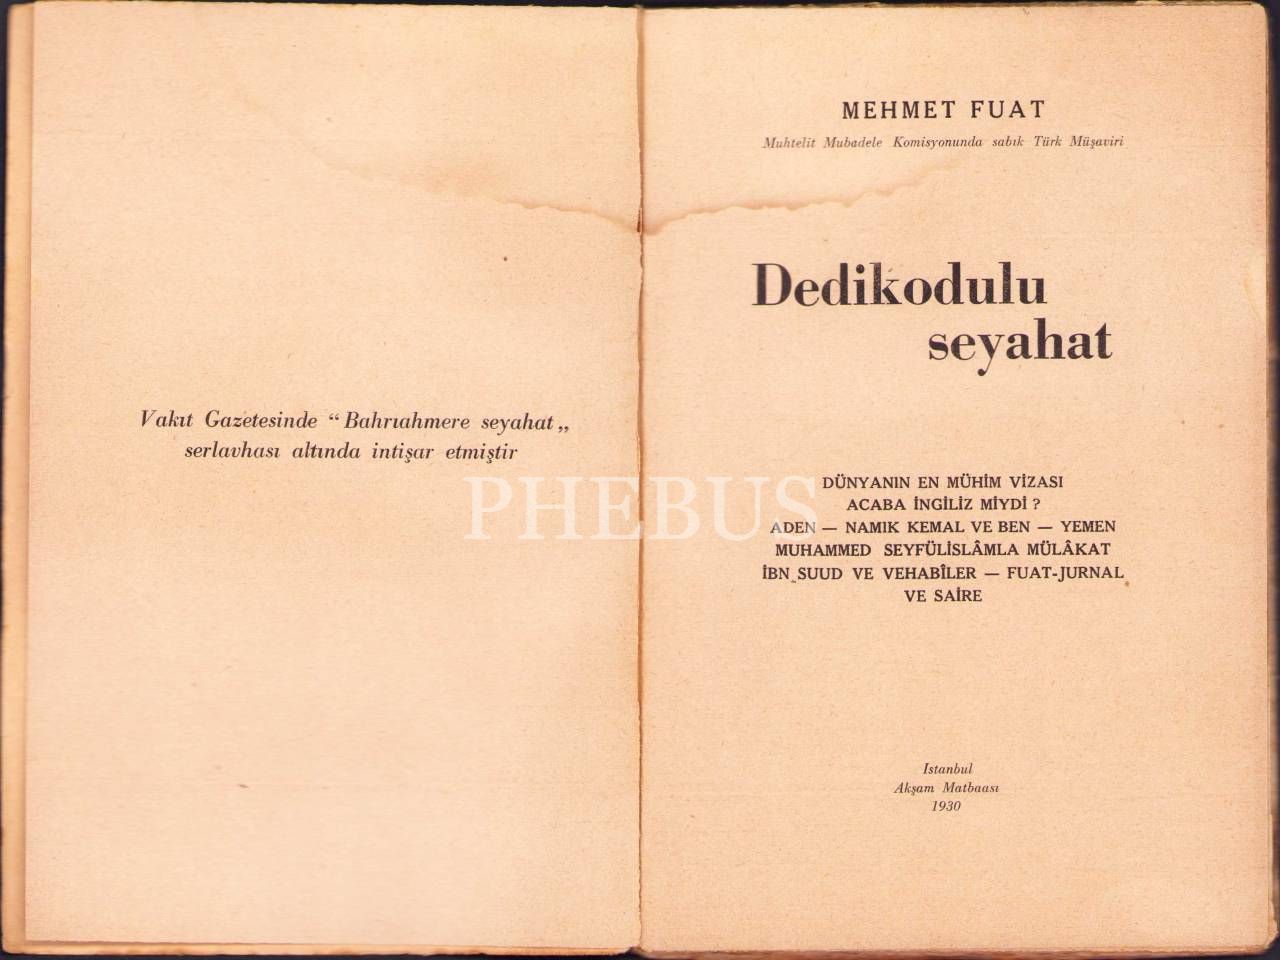 Vakıt Gazetesinde “Bahrıahmere seyahat„
serlavhası altında intişar etmiştir
MEHMET FUAT
Muhtelit Mubadele Komisyonunda sabık Türk Müşaviri
Dedikodulu
seyahat
DÜNYANIN EN MÜHİM VİZASI
ACABA İNGİLİZ MİYDİ ?
ADEN — NAMIK KEMAL VE BEN — YEMEN
MUHAMMED SEYFÜLİSLÂMLA MÜLÂKAT
İBN SUUD VE VEHABÎLER — FUAT-JURNAL
VE SAİRE
Istanbul
Akşam Matbaası
1930
PHEBUS